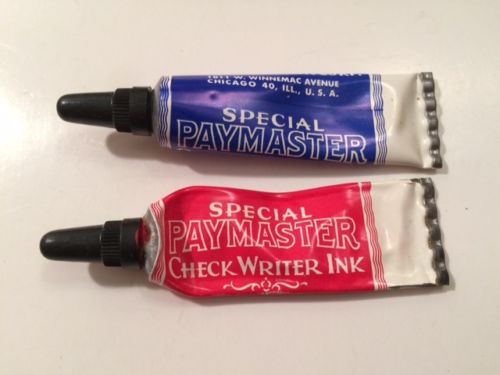 W. WINNEMAC AVENUE
CHICAGO 40, ILL., U. S. A.
SPECIAL
PAYMASTER
SPECIAL
PAYMASTER
CHECK WRITER INK